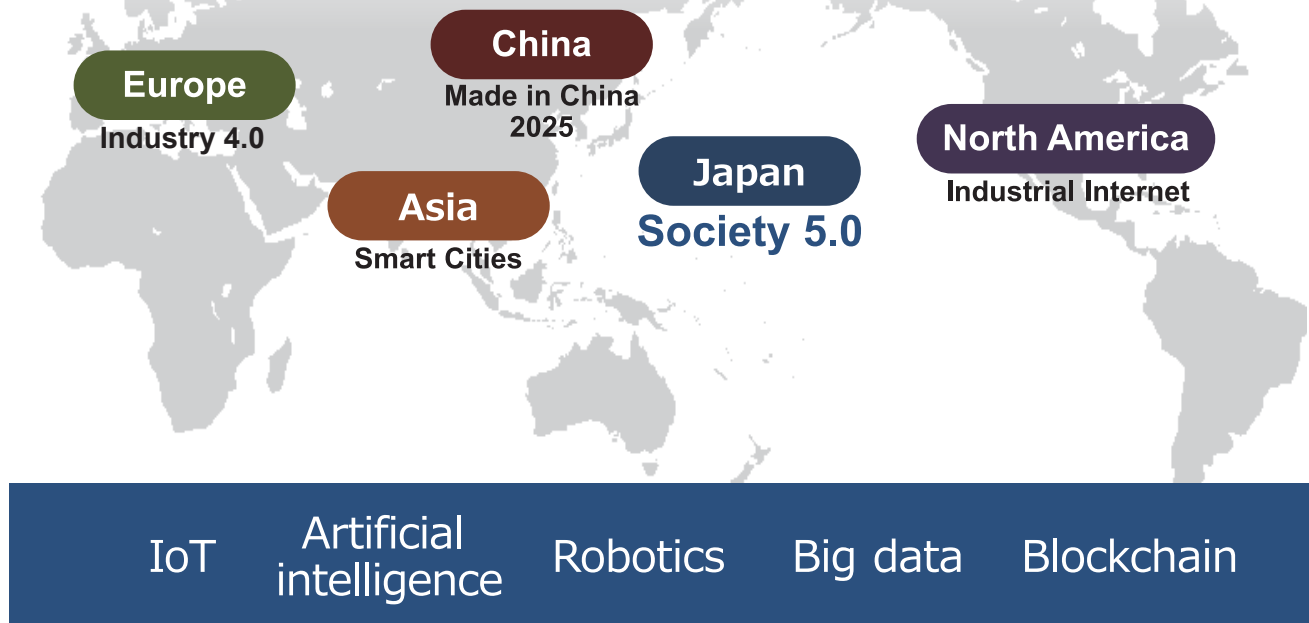 China
Made in China
2025
Europe
Industry 4.0
North America
Industrial Internet
Japan
Society 5.0
Asia
Smart Cities
IoT
Artificial
intelligence
Robotics
Big data
Blockchain